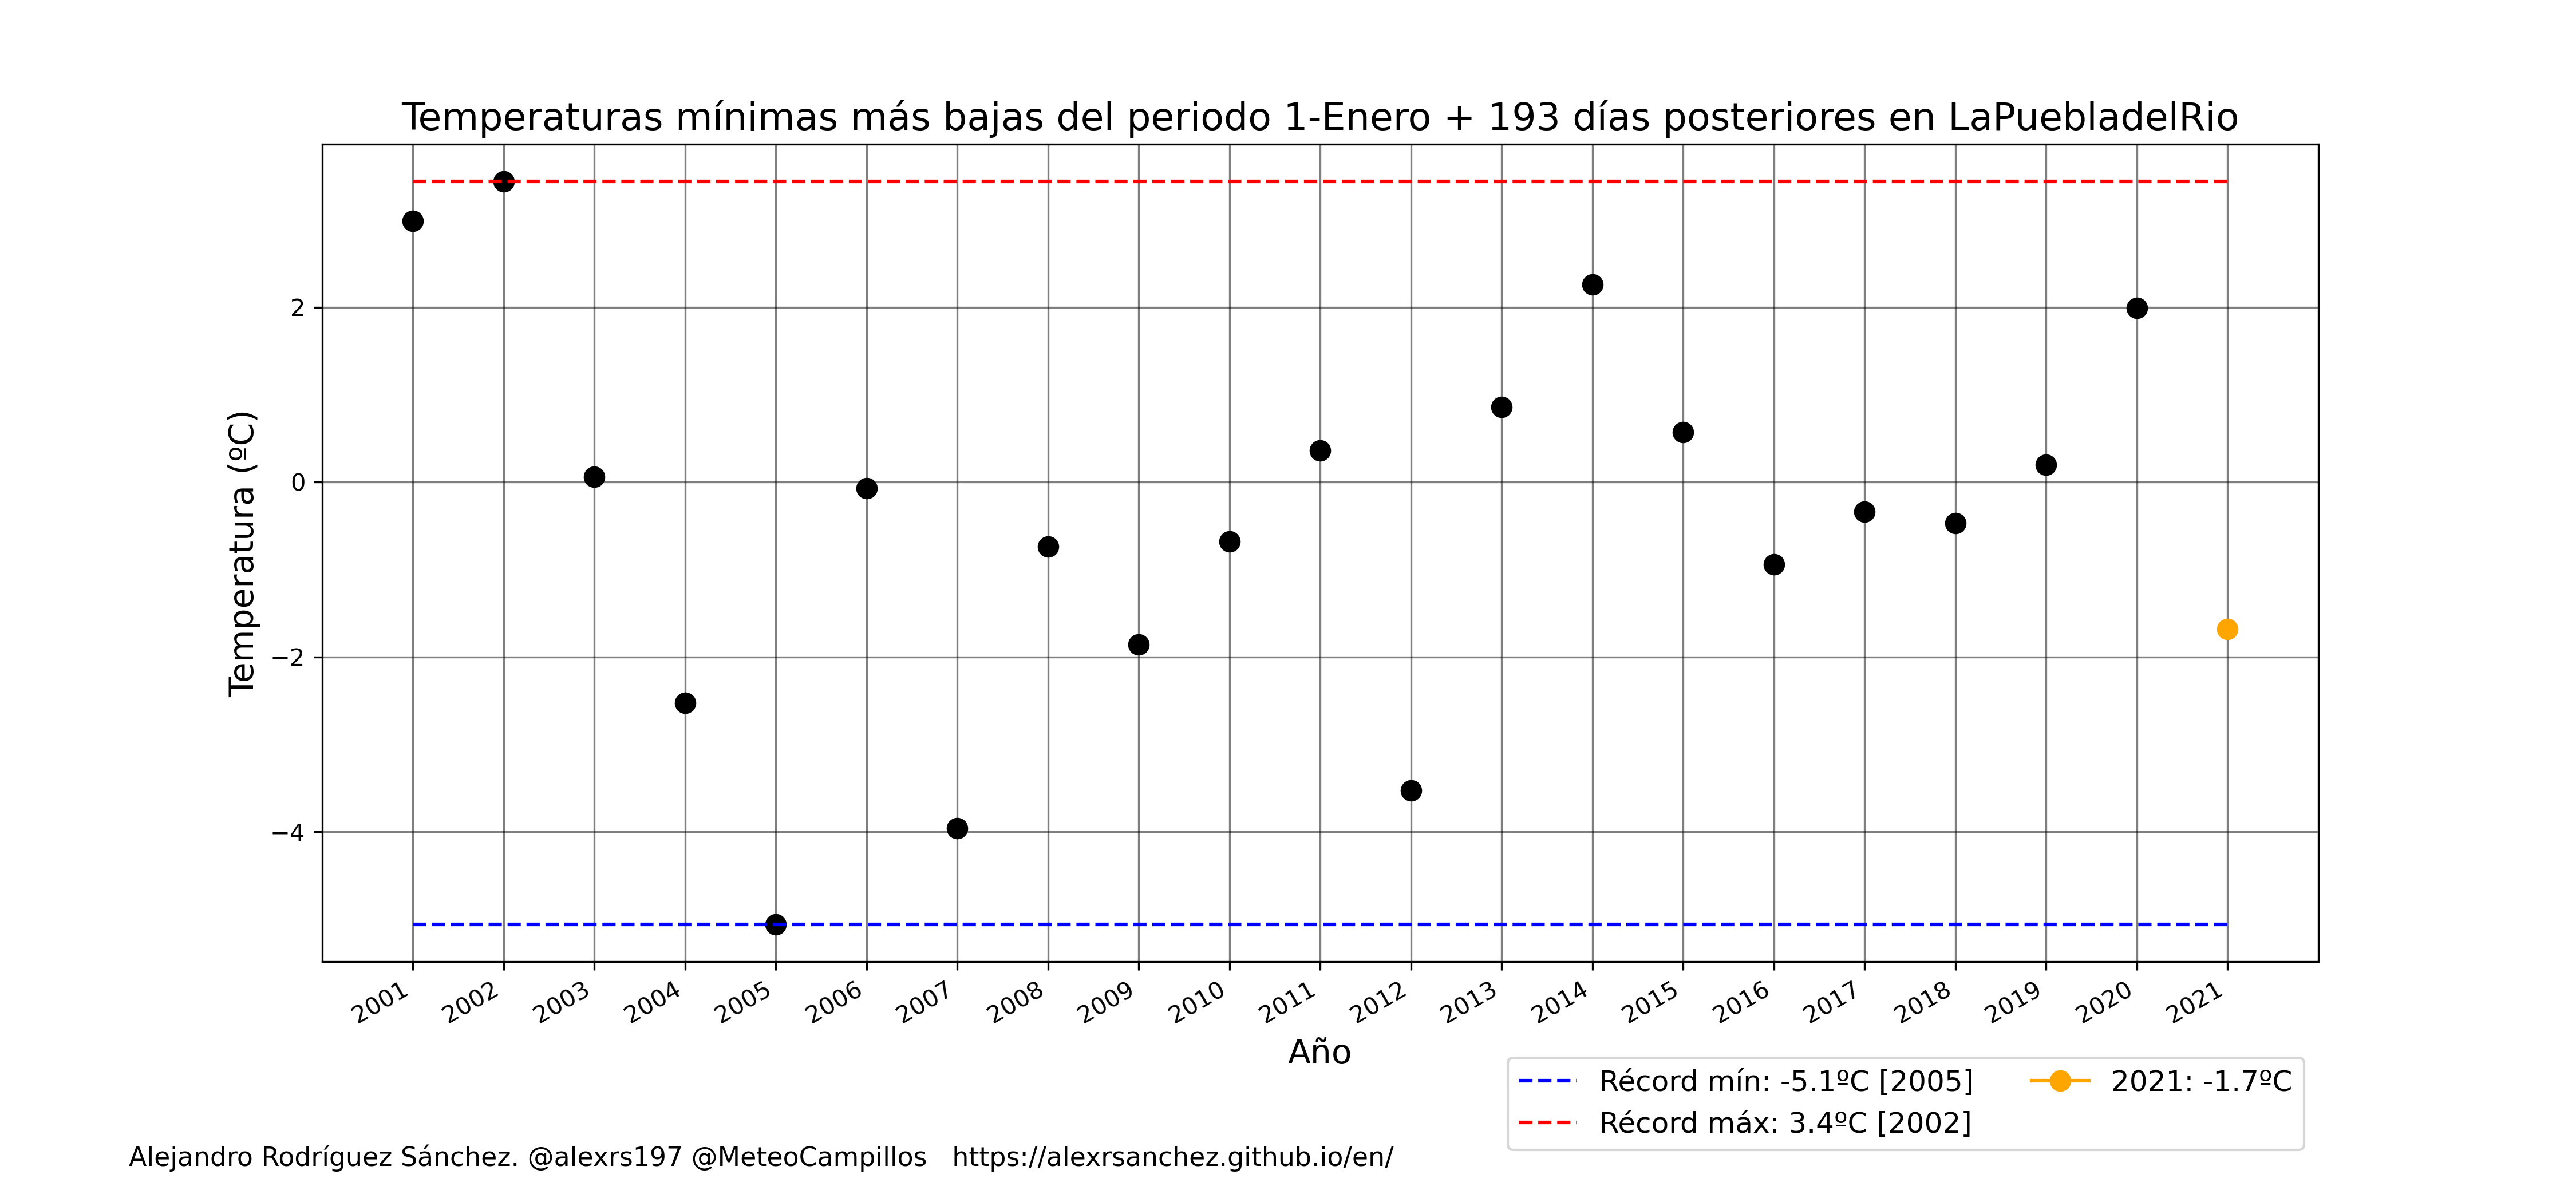 Temperaturas mínimas más bajas del periodo 1-Enero + 193 días posteriores en LaPuebladelRio
Temperatura (ºC)
2
0
−2
−4
2001 2002 2003 2004 2005 2006 2007 2008 2009 2010 2011 2012 2013 2014 2015 2016 2017 2018 2019 2020 2021
Año
Récord mín: -5.1ºC [2005]
Récord máx: 3.4ºC [2002]
2021: -1.7ºC
Alejandro Rodríguez Sánchez. @alexrs197 @MeteoCampillos https://alexrsanchez.github.io/en/